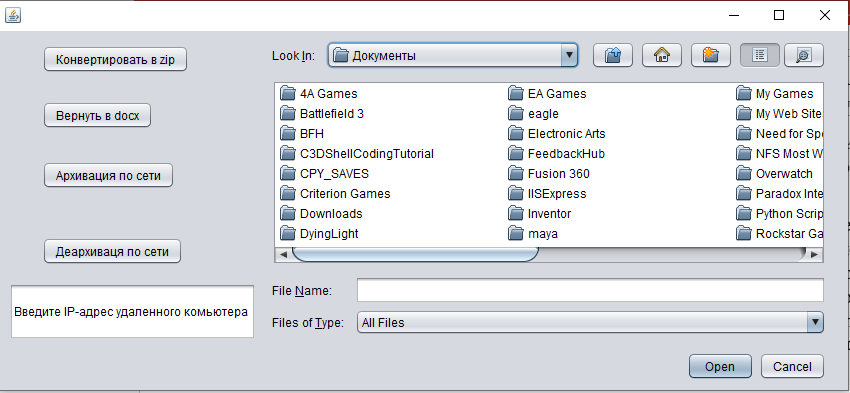 Конвертировать в zip
Вернуть в docx
Архивация по сети
Деархиваця по сети
Введите IP-адрес удаленного комьютера
Look In: Документы
4A Games
Battlefield 3
BFH
C3DShellCodingTutorial
CPY_SAVES
Criterion Games
Downloads
DyingLight
EA Games
eagle
Electronic Arts
FeedbackHub
Fusion 360
IISExpress
Inventor
maya
My Games
My Web Site
Need for Spe
NFS Most W
Overwatch
Paradox Inte
Python Scrip
Rockstar Ga
File Name:
Files of Type: All Files
Open Cancel